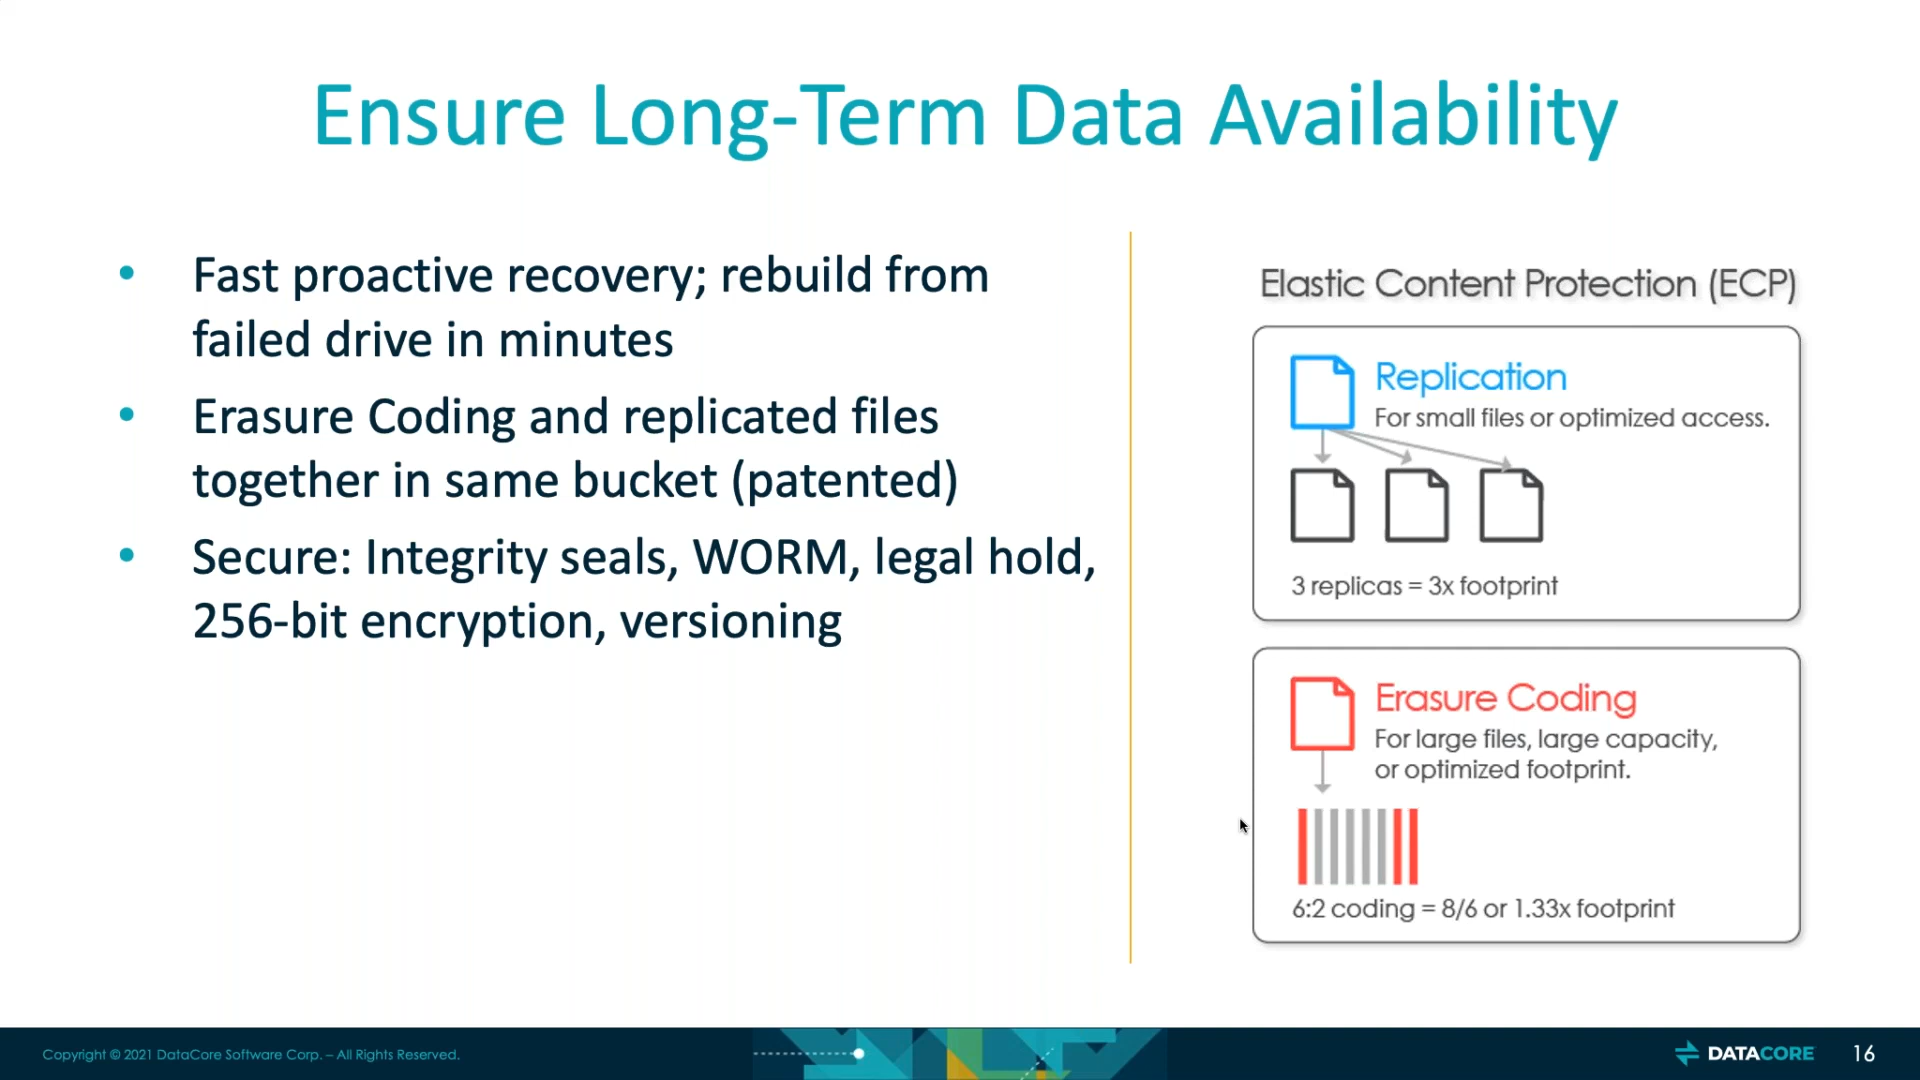 Ensure Long-Term Data Availability
• Fast proactive recovery; rebuild from
failed drive in minutes
• Erasure Coding and replicated files
together in same bucket (patented)
• Secure: Integrity seals, WORM, legal hold,
256-bit encryption, versioning
Elastic Content Protection (ECP)
Replication
For small files or optimized access.
3 replicas = 3x footprint
Erasure Coding
For large files, large capacity,
or optimized footprint.
6:2 coding = 8/6 or 1.33x footprint
Copyright © 2021 DataCore Software Corp. – All Rights Reserved.
DATACORE
16